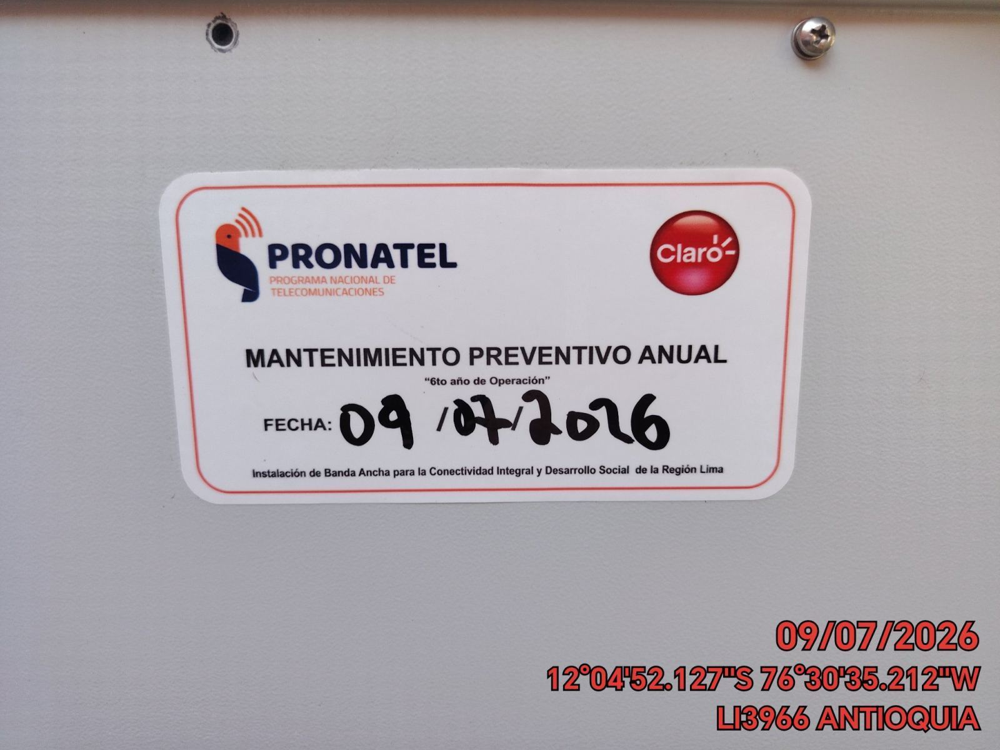 PRONATEL
PROGRAMA NACIONAL DE
TELECOMUNICACIONES
Claro
MANTENIMIENTO PREVENTIVO ANUAL
“6to año de Operación”
FECHA: 09/07/2026
Instalación de Banda Ancha para la Conectividad Integral y Desarrollo Social de la Región Lima
09/07/2026
12°04'52.127"S 76°30'35.212"W
LI3966 ANTIOQUIA